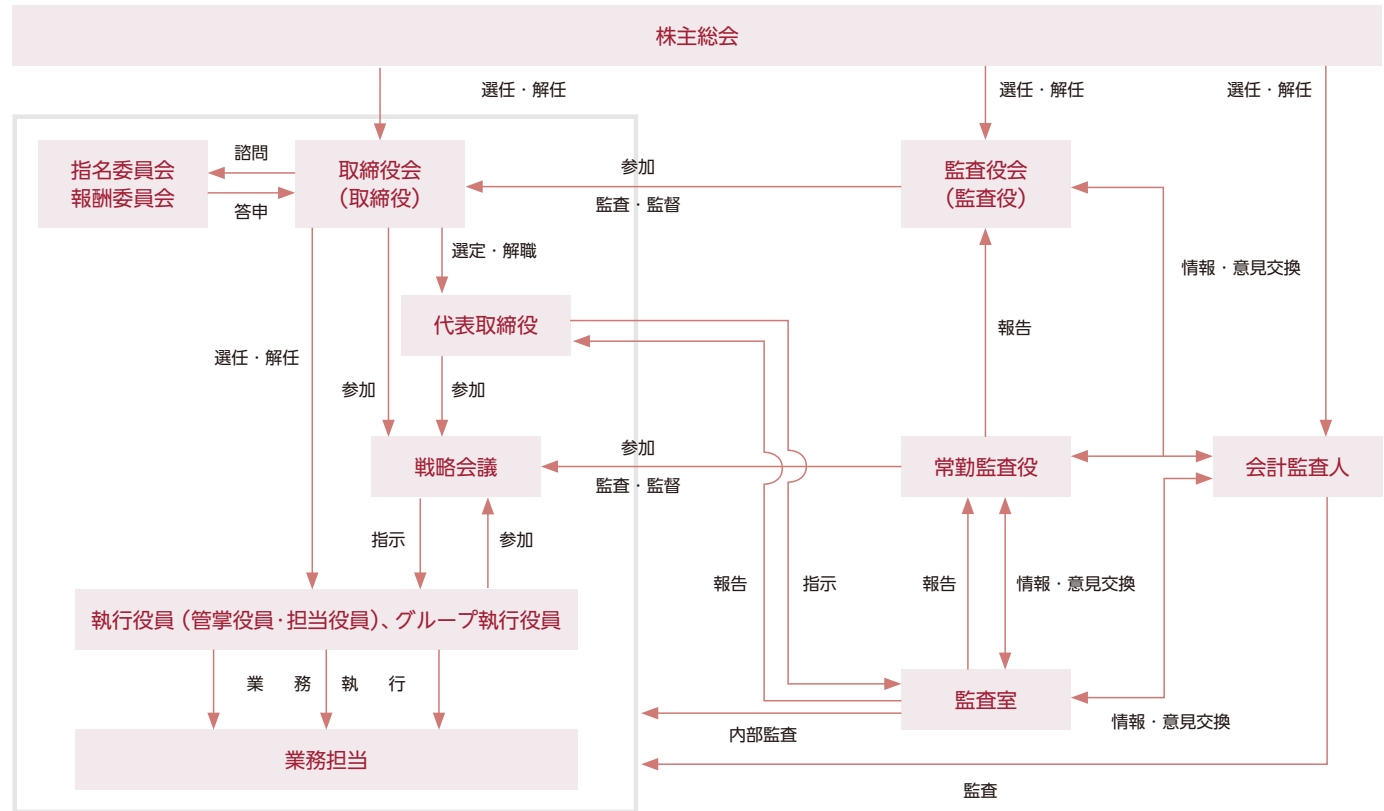 株主総会
選任・解任
選任・解任
選任・解任
指名委員会
報酬委員会
諮問
答申
取締役会
(取締役)
参加
監査・監督
監査役会
(監査役)
選定・解職
情報・意見交換
代表取締役
報告
選任・解任
参加
参加
戦略会議
参加
監査・監督
常勤監査役
会計監査人
指示
参加
報告
指示
報告
情報・意見交換
執行役員(管掌役員・担当役員)、グループ執行役員
業務執行
監査室
情報・意見交換
内部監査
業務担当
監査